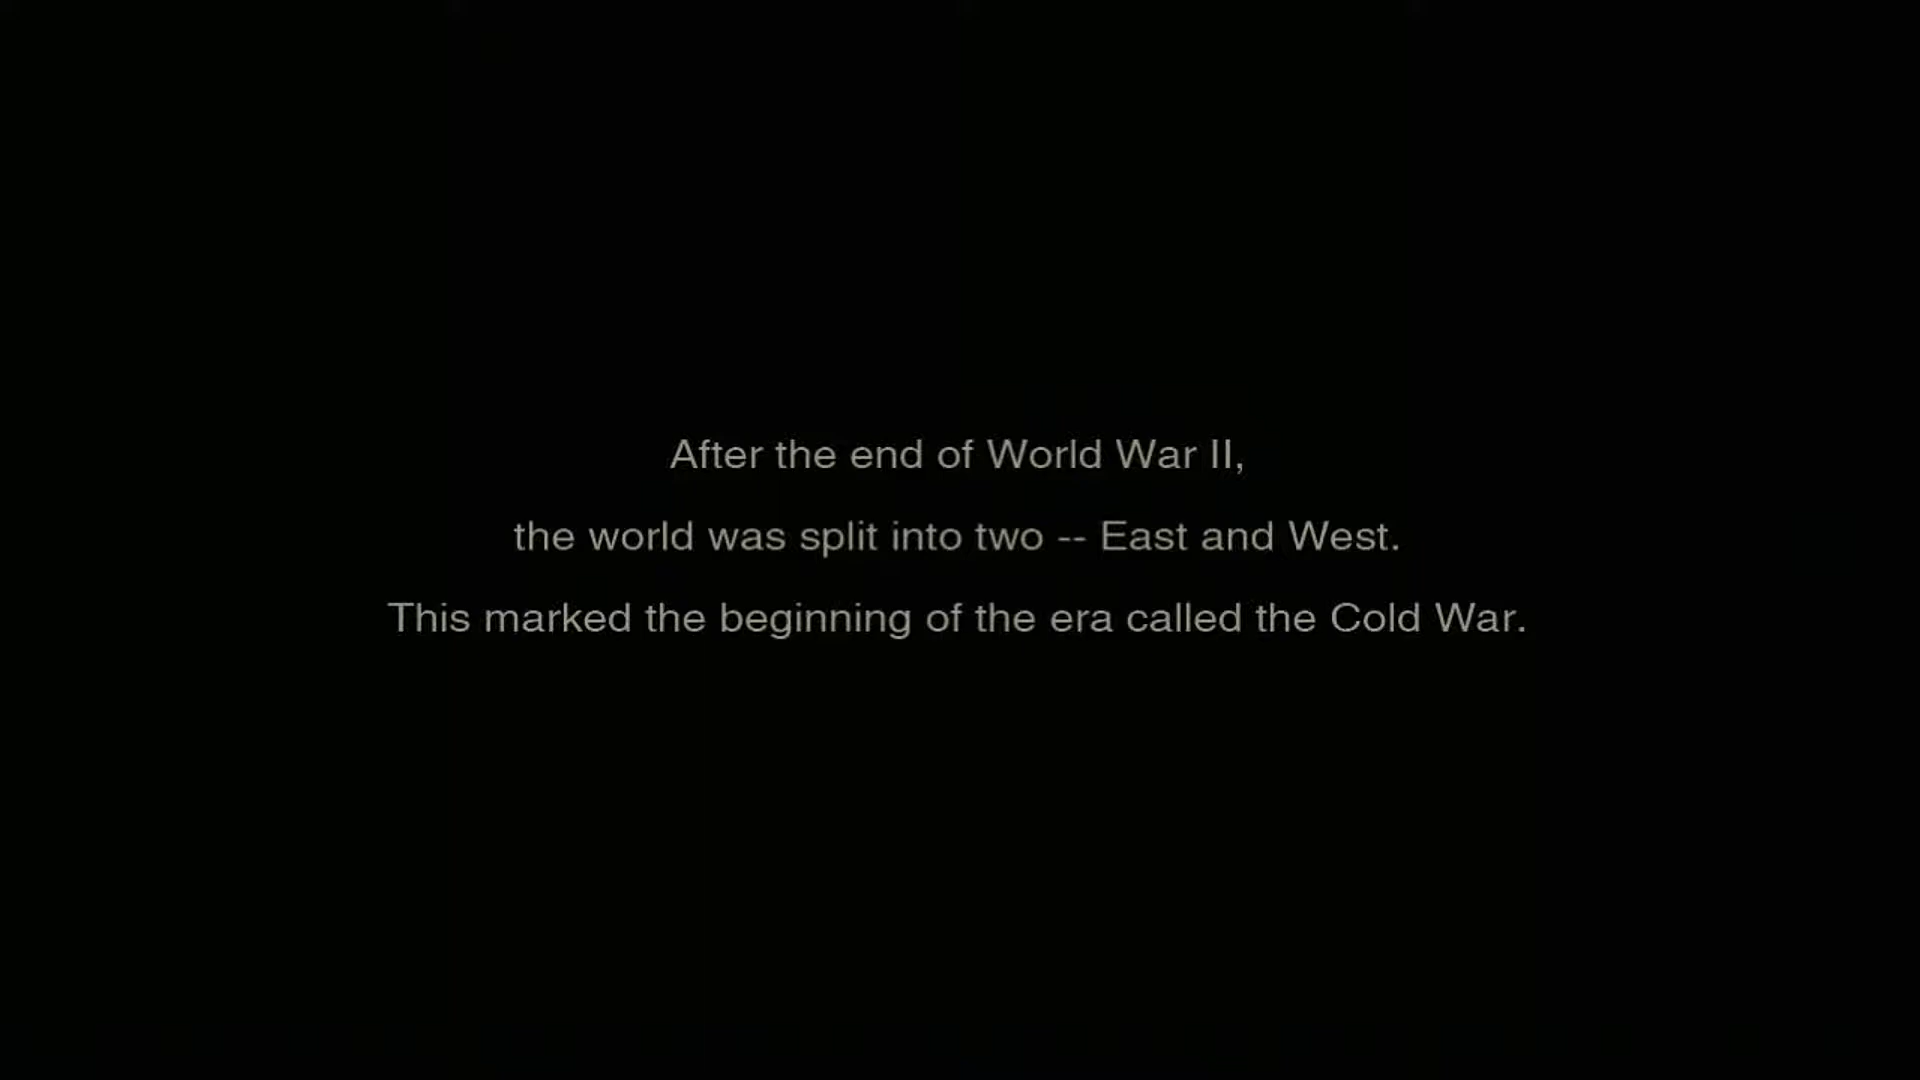 After the end of World War II,
the world was split into two -- East and West.
This marked the beginning of the era called the Cold War.